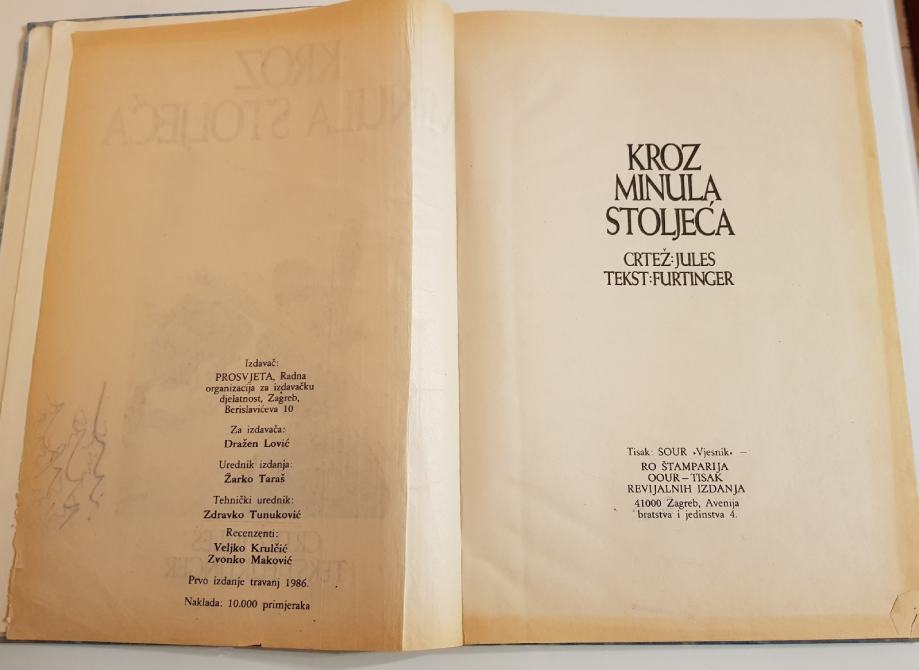 Izdavač:
PROSVJETA, Radna
organizacija za izdavačku
djelatnost, Zagreb,
Berislavićeva 10
Za izdavača:
Dražen Lović
Urednik izdanja:
Žarko Taraš
Tehnički urednik:
Zdravko Tunuković
Recenzenti:
Veljko Krulčić
Zvonko Maković
Prvo izdanje travanj 1986.
Naklada: 10.000 primjeraka
KROZ
MINULA
STOLJEĆA
CRTEŽ:JULES
TEKST:FURTINGER
Tisak: SOUR »Vjesnik« —
RO ŠTAMPARIJA
OOUR—TISAK
REVIJALNIH IZDANJA
41000 Zagreb, Avenija
bratstva i jedinstva 4.